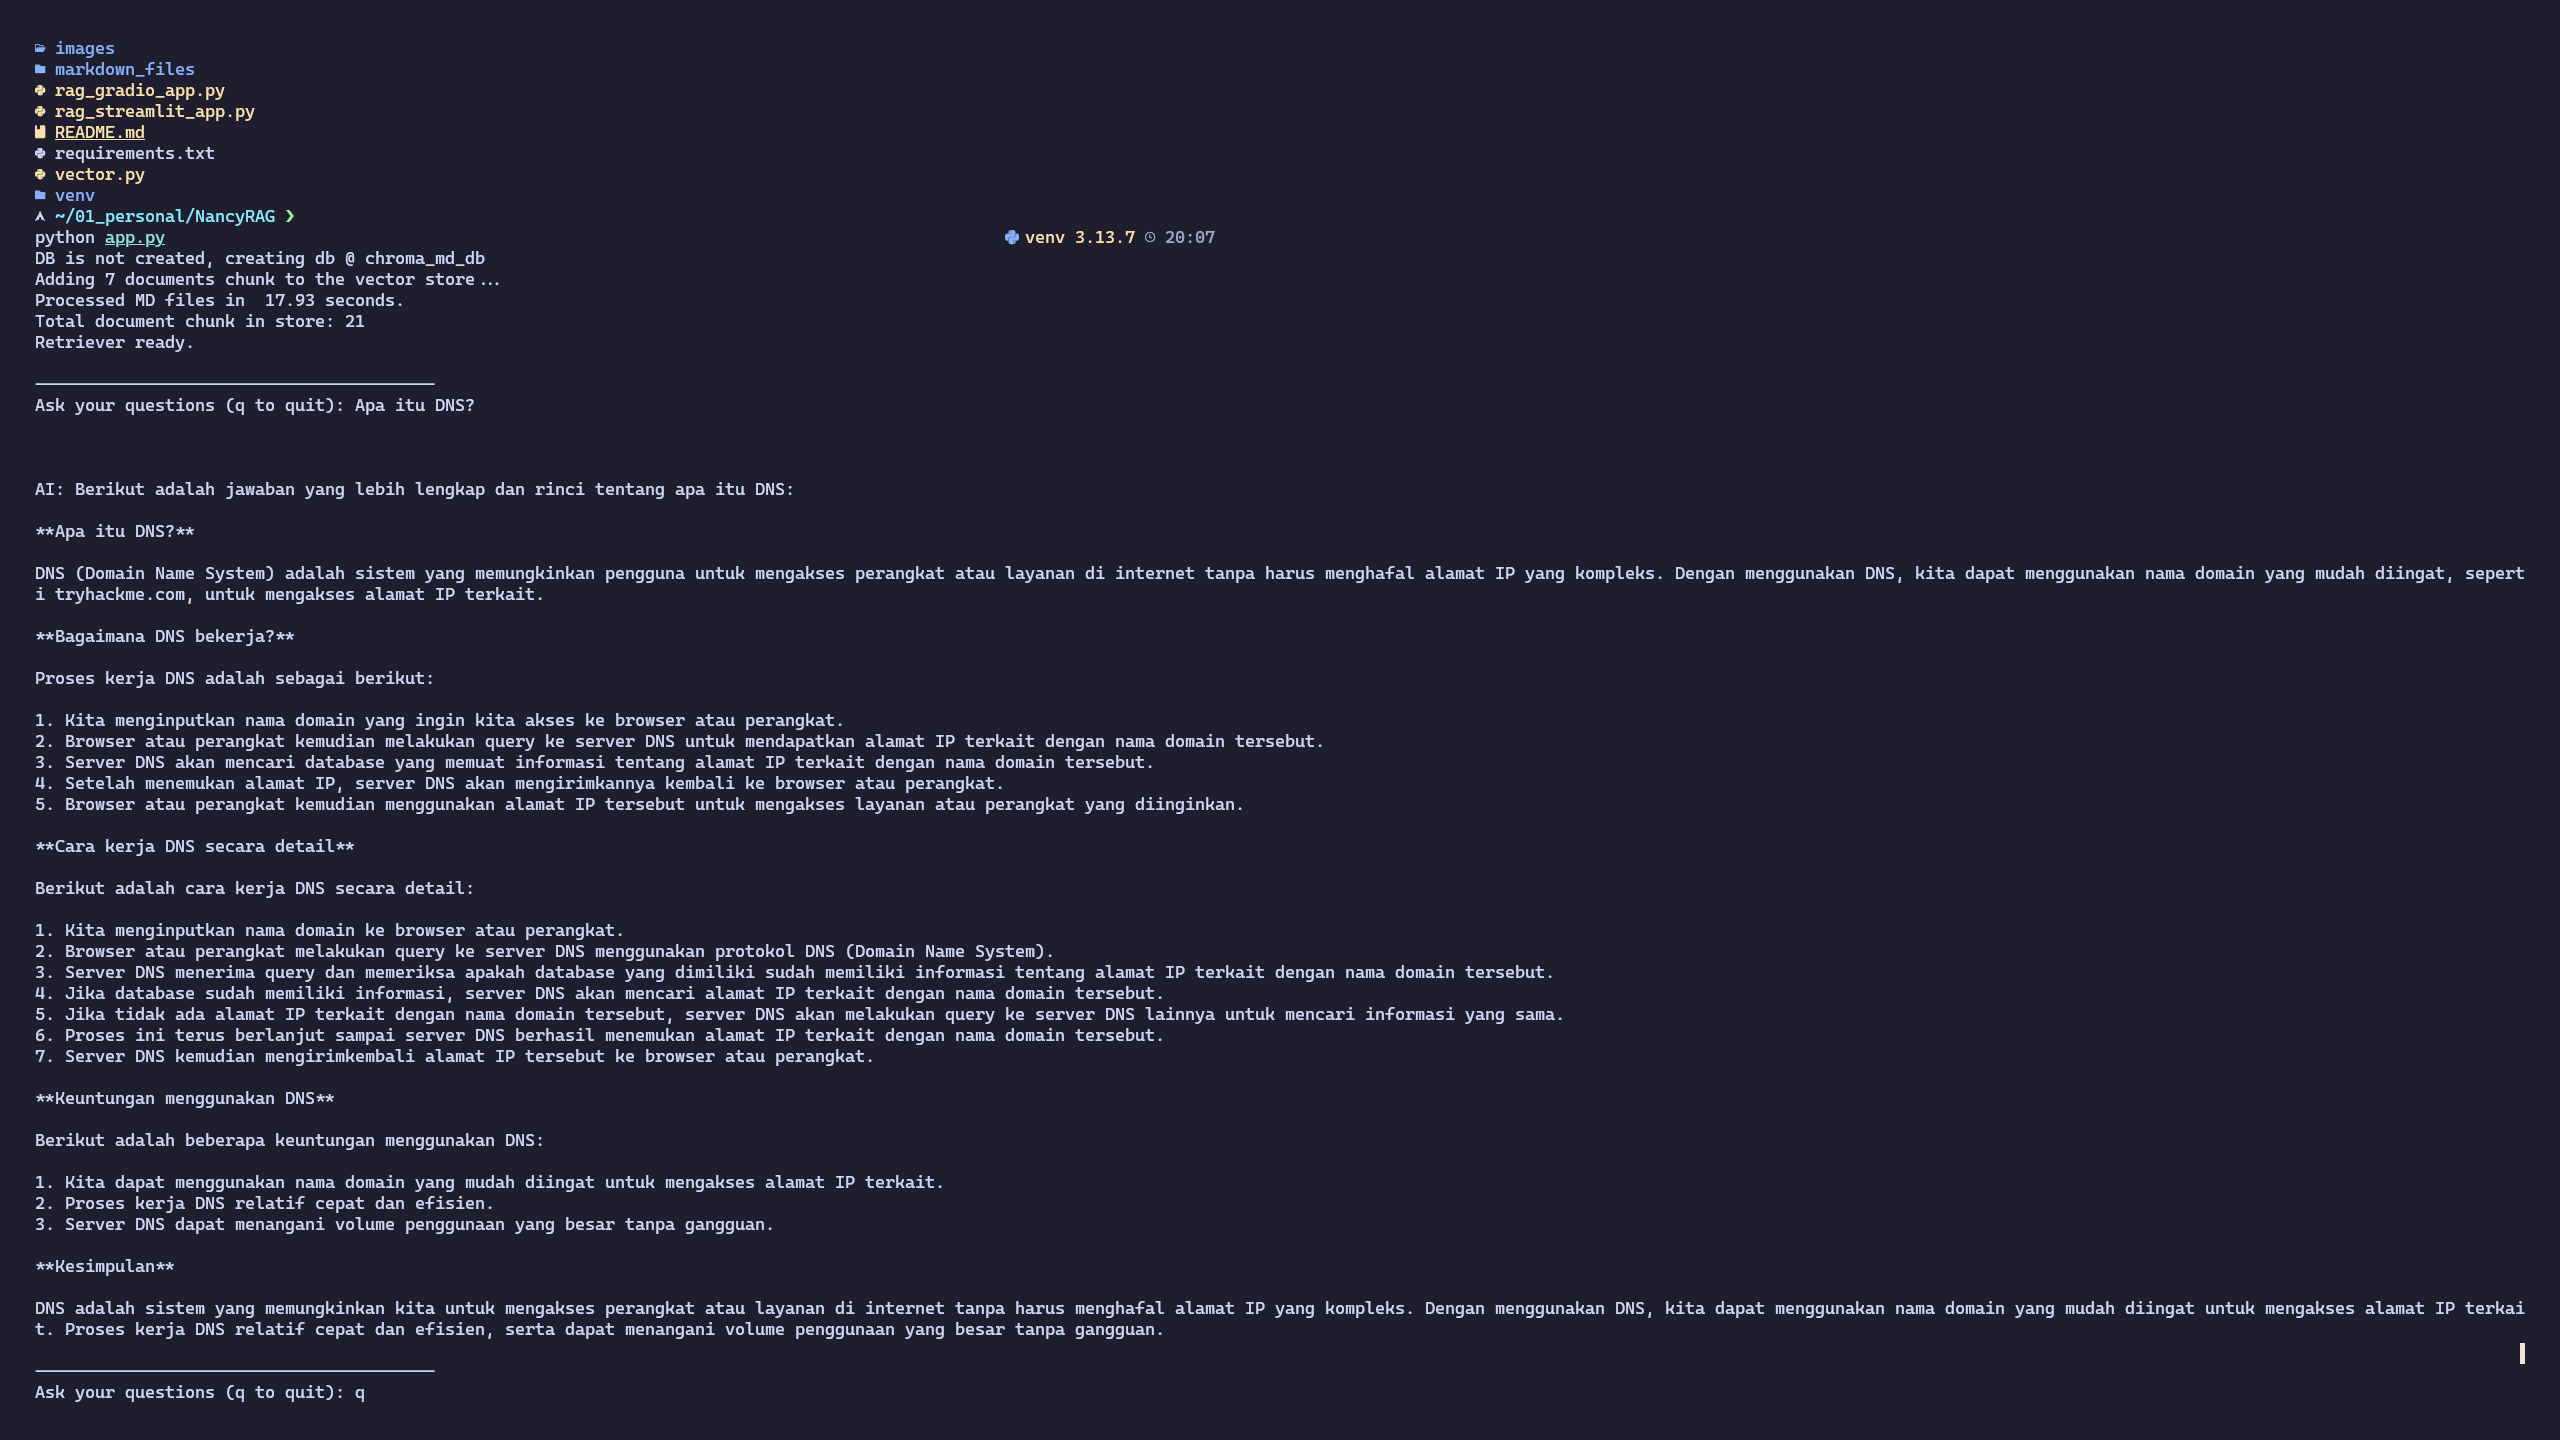 images
markdown_files
rag_gradio_app.py
rag_streamlit_app.py
README.md
requirements.txt
vector.py
venv
~/01_personal/NancyRAG ❯
python app.py venv 3.13.7 20:07
DB is not created, creating db @ chroma_md_db
Adding 7 documents chunk to the vector store...
Processed MD files in  17.93 seconds.
Total document chunk in store: 21
Retriever ready.
________________________________________
Ask your questions (q to quit): Apa itu DNS?
AI: Berikut adalah jawaban yang lebih lengkap dan rinci tentang apa itu DNS:
**Apa itu DNS?**
DNS (Domain Name System) adalah sistem yang memungkinkan pengguna untuk mengakses perangkat atau layanan di internet tanpa harus menghafal alamat IP yang kompleks. Dengan menggunakan DNS, kita dapat menggunakan nama domain yang mudah diingat, sepert
i tryhackme.com, untuk mengakses alamat IP terkait.
**Bagaimana DNS bekerja?**
Proses kerja DNS adalah sebagai berikut:
1. Kita menginputkan nama domain yang ingin kita akses ke browser atau perangkat.
2. Browser atau perangkat kemudian melakukan query ke server DNS untuk mendapatkan alamat IP terkait dengan nama domain tersebut.
3. Server DNS akan mencari database yang memuat informasi tentang alamat IP terkait dengan nama domain tersebut.
4. Setelah menemukan alamat IP, server DNS akan mengirimkannya kembali ke browser atau perangkat.
5. Browser atau perangkat kemudian menggunakan alamat IP tersebut untuk mengakses layanan atau perangkat yang diinginkan.
**Cara kerja DNS secara detail**
Berikut adalah cara kerja DNS secara detail:
1. Kita menginputkan nama domain ke browser atau perangkat.
2. Browser atau perangkat melakukan query ke server DNS menggunakan protokol DNS (Domain Name System).
3. Server DNS menerima query dan memeriksa apakah database yang dimiliki sudah memiliki informasi tentang alamat IP terkait dengan nama domain tersebut.
4. Jika database sudah memiliki informasi, server DNS akan mencari alamat IP terkait dengan nama domain tersebut.
5. Jika tidak ada alamat IP terkait dengan nama domain tersebut, server DNS akan melakukan query ke server DNS lainnya untuk mencari informasi yang sama.
6. Proses ini terus berlanjut sampai server DNS berhasil menemukan alamat IP terkait dengan nama domain tersebut.
7. Server DNS kemudian mengirimkembali alamat IP tersebut ke browser atau perangkat.
**Keuntungan menggunakan DNS**
Berikut adalah beberapa keuntungan menggunakan DNS:
1. Kita dapat menggunakan nama domain yang mudah diingat untuk mengakses alamat IP terkait.
2. Proses kerja DNS relatif cepat dan efisien.
3. Server DNS dapat menangani volume penggunaan yang besar tanpa gangguan.
**Kesimpulan**
DNS adalah sistem yang memungkinkan kita untuk mengakses perangkat atau layanan di internet tanpa harus menghafal alamat IP yang kompleks. Dengan menggunakan DNS, kita dapat menggunakan nama domain yang mudah diingat untuk mengakses alamat IP terkai
t. Proses kerja DNS relatif cepat dan efisien, serta dapat menangani volume penggunaan yang besar tanpa gangguan.
________________________________________
Ask your questions (q to quit): q